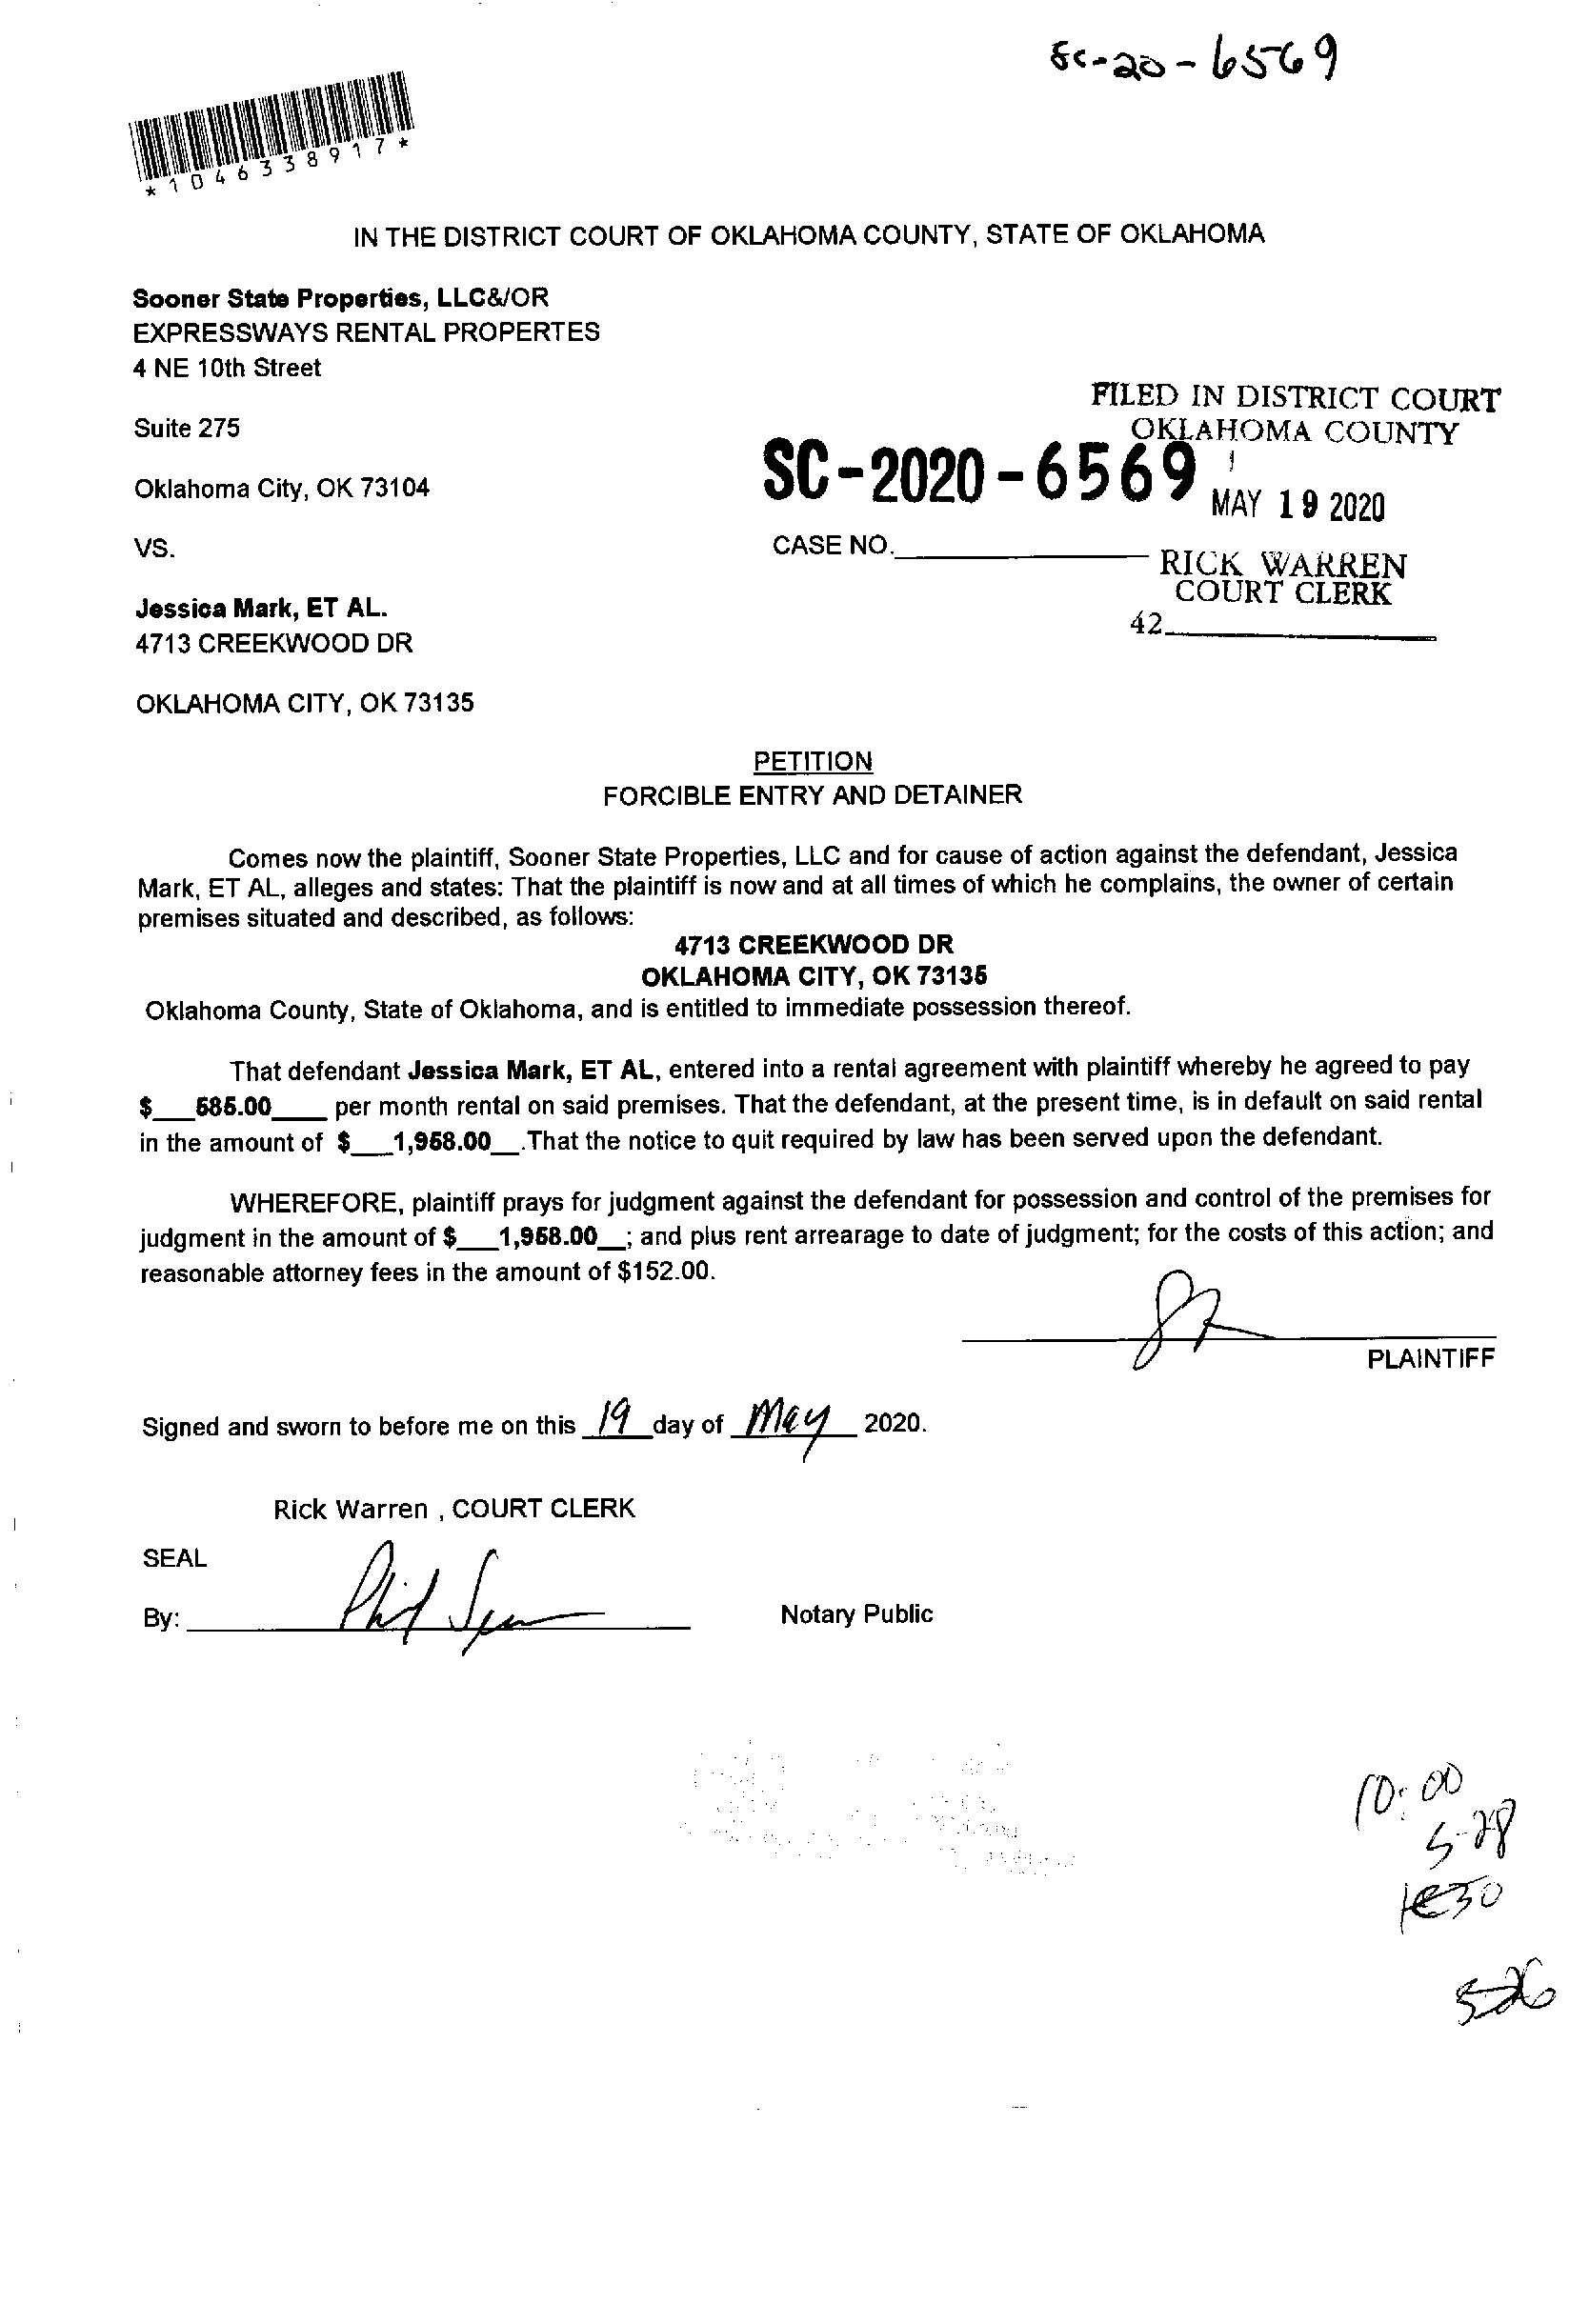 SC-20-6569
*1046338917*
IN THE DISTRICT COURT OF OKLAHOMA COUNTY, STATE OF OKLAHOMA
Sooner State Properties, LLC&/OR
EXPRESSWAYS RENTAL PROPERTES
4 NE 10th Street
Suite 275
Oklahoma City, OK 73104
VS.
Jessica Mark, ET AL.
4713 CREEKWOOD DR
OKLAHOMA CITY, OK 73135
FILED IN DISTRICT COURT
OKLAHOMA COUNTY
SC-2020-6569
MAY 19 2020
CASE NO.
RICK WARREN
COURT CLERK
42
PETITION
FORCIBLE ENTRY AND DETAINER
Comes now the plaintiff, Sooner State Properties, LLC and for cause of action against the defendant, Jessica
Mark, ET AL, alleges and states: That the plaintiff is now and at all times of which he complains, the owner of certain
premises situated and described, as follows:
4713 CREEKWOOD DR
OKLAHOMA CITY, OK 73135
Oklahoma County, State of Oklahoma, and is entitled to immediate possession thereof.
That defendant Jessica Mark, ET AL, entered into a rental agreement with plaintiff whereby he agreed to pay
$___585.00____ per month rental on said premises. That the defendant, at the present time, is in default on said rental
in the amount of $___1,958.00__.That the notice to quit required by law has been served upon the defendant.
WHEREFORE, plaintiff prays for judgment against the defendant for possession and control of the premises for
judgment in the amount of $___1,958.00__; and plus rent arrearage to date of judgment; for the costs of this action; and
reasonable attorney fees in the amount of $152.00.
PLAINTIFF
Signed and sworn to before me on this 19 day of May 2020.
Rick Warren , COURT CLERK
SEAL
By:
Notary Public
10:00
5-28
5-26